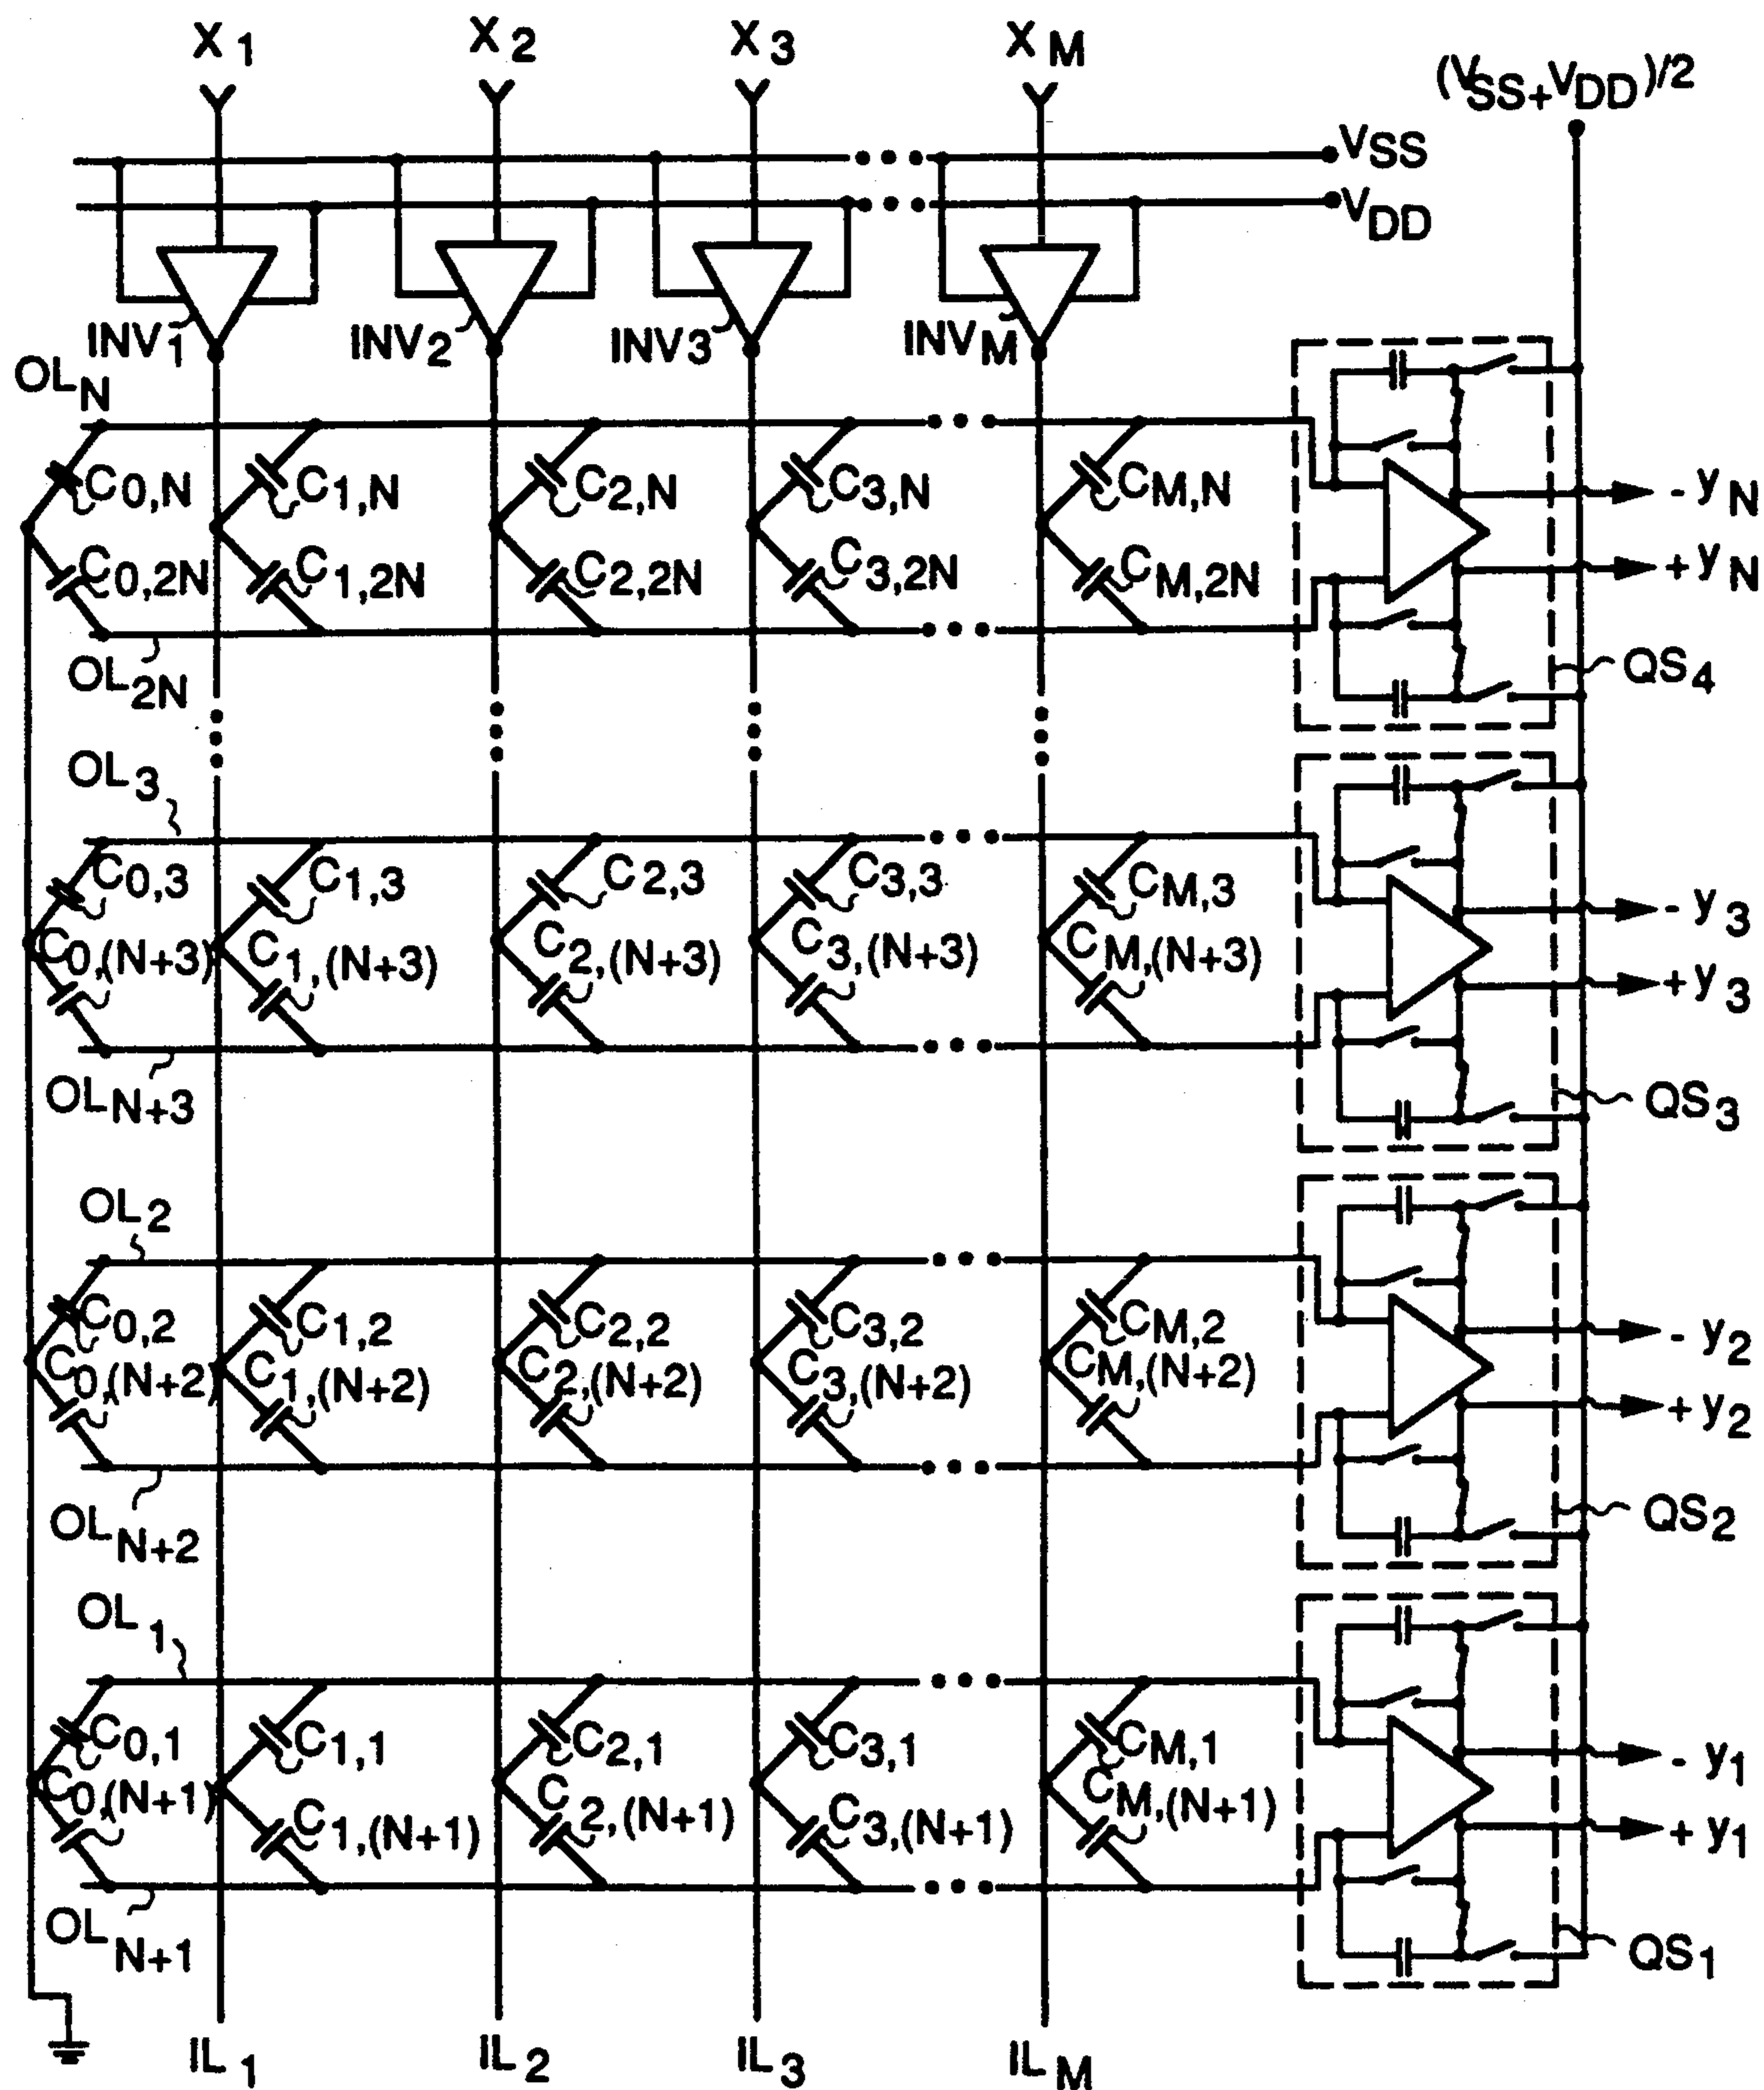 X1 X2 X3 XM (VSS+VDD)/2
VSS
VDD
INV1 INV2 INV3 INVM
OLN
C0,N C1,N C2,N C3,N CM,N - yN
C0,2N C1,2N C2,2N C3,2N CM,2N + yN
OL2N QS4
OL3
C0,3 C1,3 C2,3 C3,3 CM,3 - y3
C0,(N+3) C1,(N+3) C2,(N+3) C3,(N+3) CM,(N+3) + y3
OLN+3 QS3
OL2
C0,2 C1,2 C2,2 C3,2 CM,2 - y2
C0,(N+2) C1,(N+2) C2,(N+2) C3,(N+2) CM,(N+2) + y2
OLN+2 QS2
OL1
C0,1 C1,1 C2,1 C3,1 CM,1 - y1
C0,(N+1) C1,(N+1) C2,(N+1) C3,(N+1) CM,(N+1) + y1
OLN+1 QS1
IL1 IL2 IL3 ILM